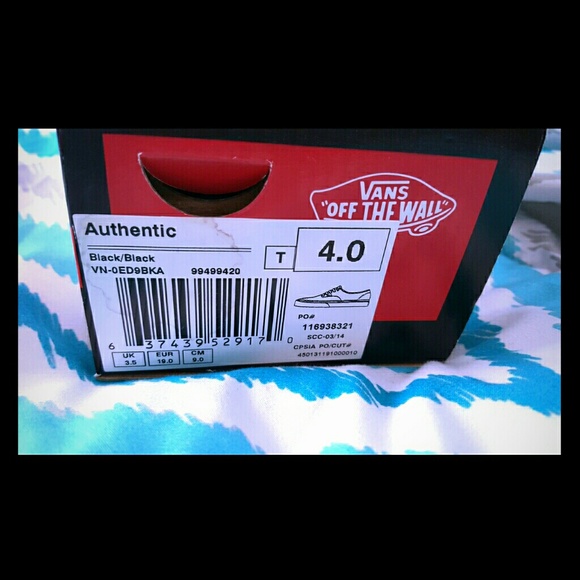 VANS
"OFF THE WALL"
Authentic
Black/Black
VN-0ED9BKA 99499420
T
4.0
6 37439 52917 0
PO#
116938321
SCC-03/14
CPSIA PO/CUT#
450131191000010
UK EUR CM
3.5 19.0 9.0